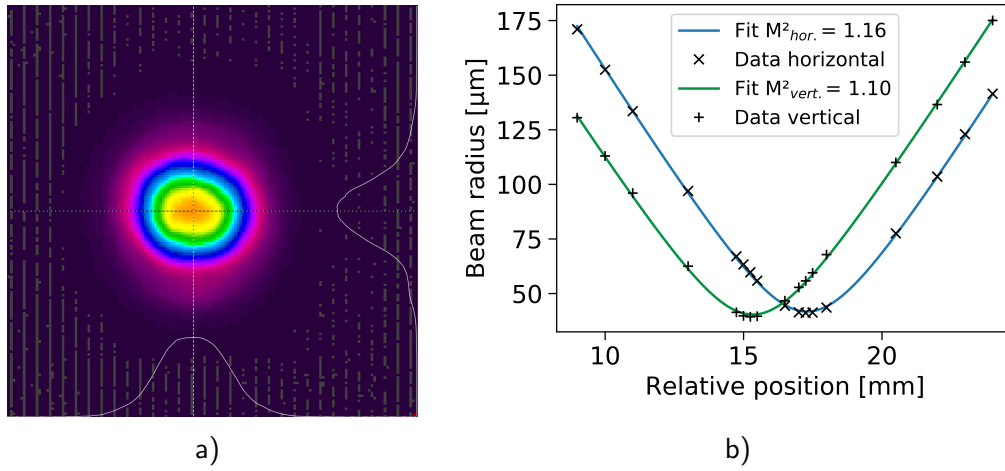 175
150
125
100
75
50
Beam radius [µm]
Fit M²hor. = 1.16
Data horizontal
Fit M²vert. = 1.10
Data vertical
10
15
20
Relative position [mm]
a)
b)